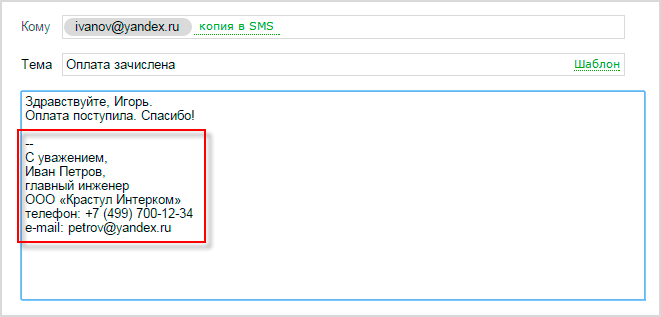 Кому ivanov@yandex.ru копия в SMS
Тема Оплата зачислена Шаблон
Здравствуйте, Игорь.
Оплата поступила. Спасибо!
--
С уважением,
Иван Петров,
главный инженер
ООО «Крастул Интерком»
телефон: +7 (499) 700-12-34
e-mail: petrov@yandex.ru